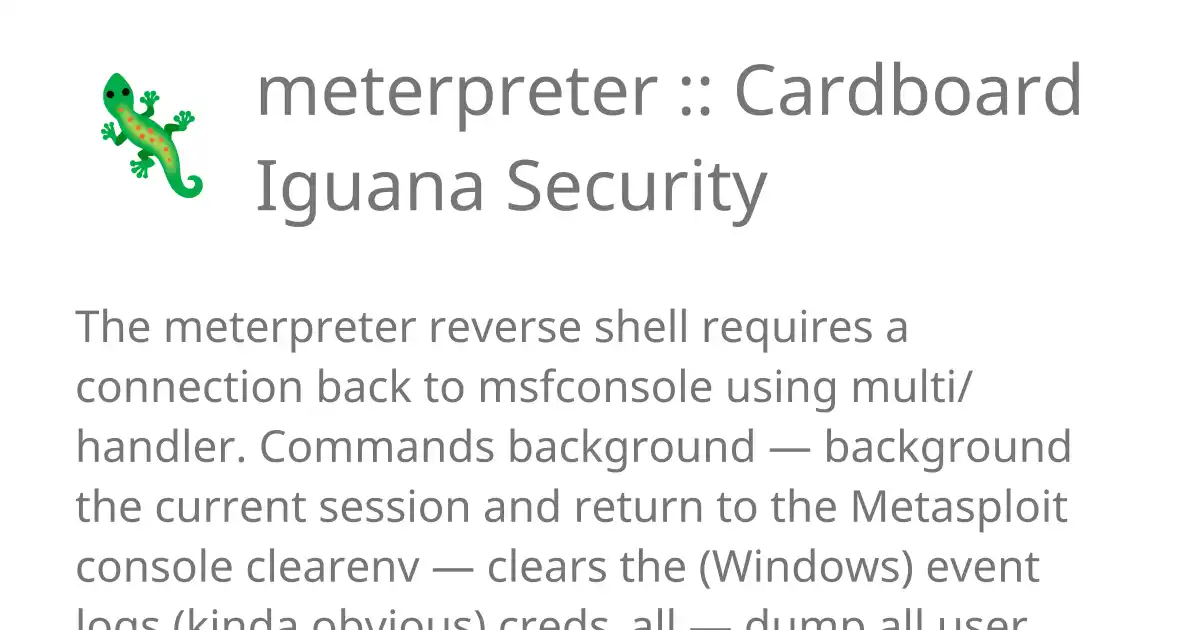 meterpreter :: Cardboard
Iguana Security
The meterpreter reverse shell requires a
connection back to msfconsole using multi/
handler. Commands background — background
the current session and return to the Metasploit
console clearenv — clears the (Windows) event
logs (kinda obvious) creds_all — dump all user